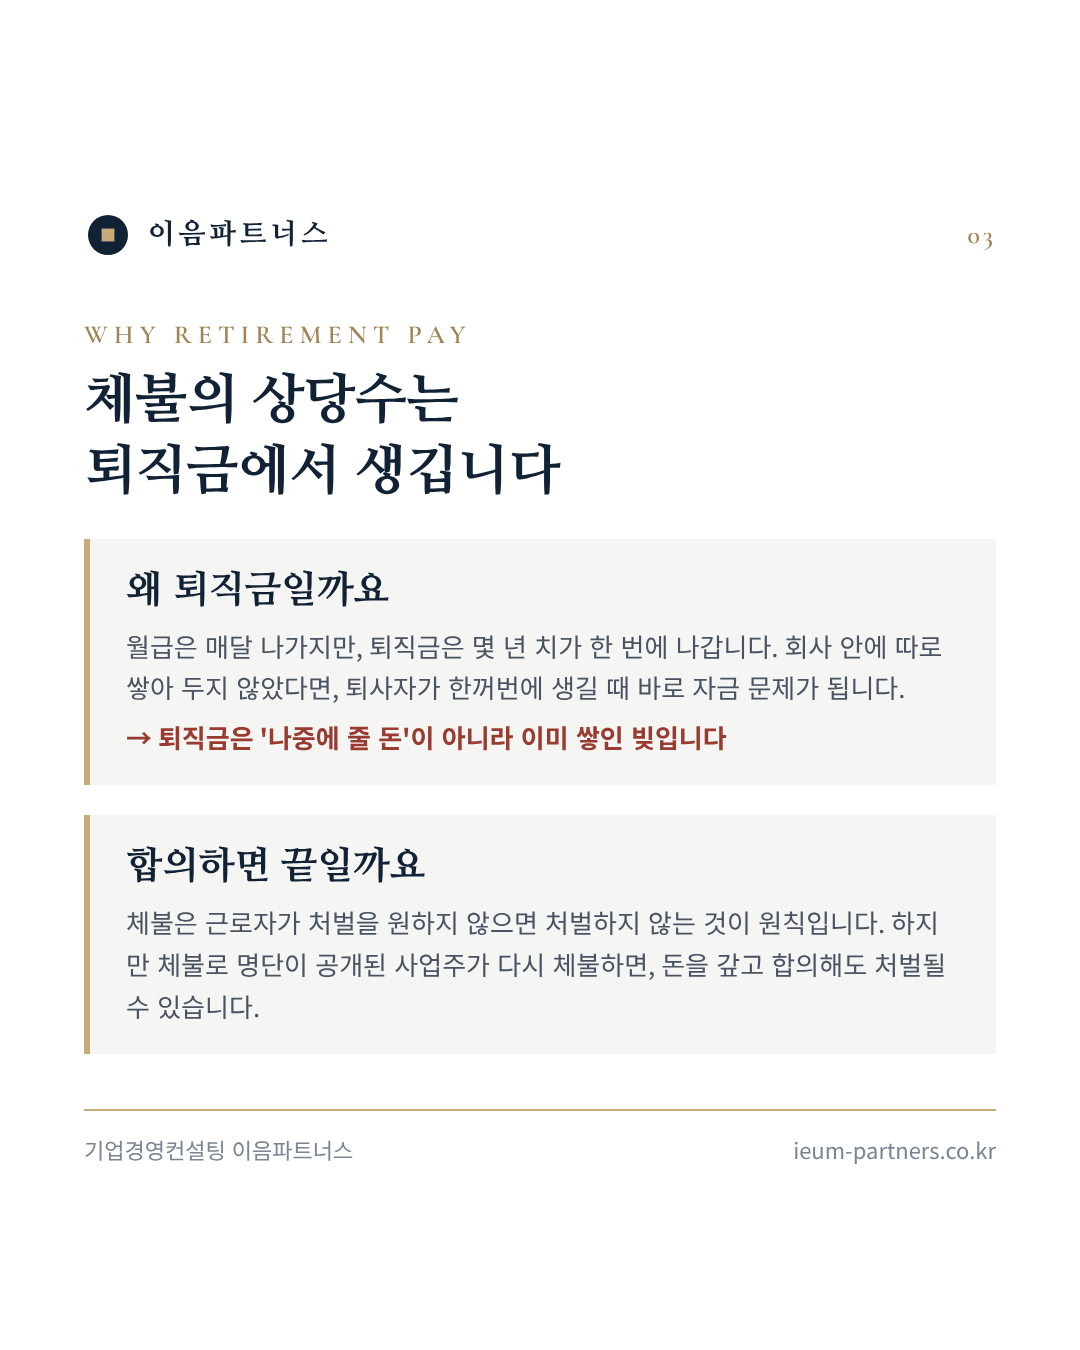 이음파트너스
03
WHY RETIREMENT PAY
체불의 상당수는
퇴직금에서 생깁니다
왜 퇴직금일까요
월급은 매달 나가지만, 퇴직금은 몇 년 치가 한 번에 나갑니다. 회사 안에 따로
쌓아 두지 않았다면, 퇴사자가 한꺼번에 생길 때 바로 자금 문제가 됩니다.
→ 퇴직금은 '나중에 줄 돈'이 아니라 이미 쌓인 빚입니다
합의하면 끝일까요
체불은 근로자가 처벌을 원하지 않으면 처벌하지 않는 것이 원칙입니다. 하지
만 체불로 명단이 공개된 사업주가 다시 체불하면, 돈을 갚고 합의해도 처벌될
수 있습니다.
기업경영컨설팅 이음파트너스
ieum-partners.co.kr